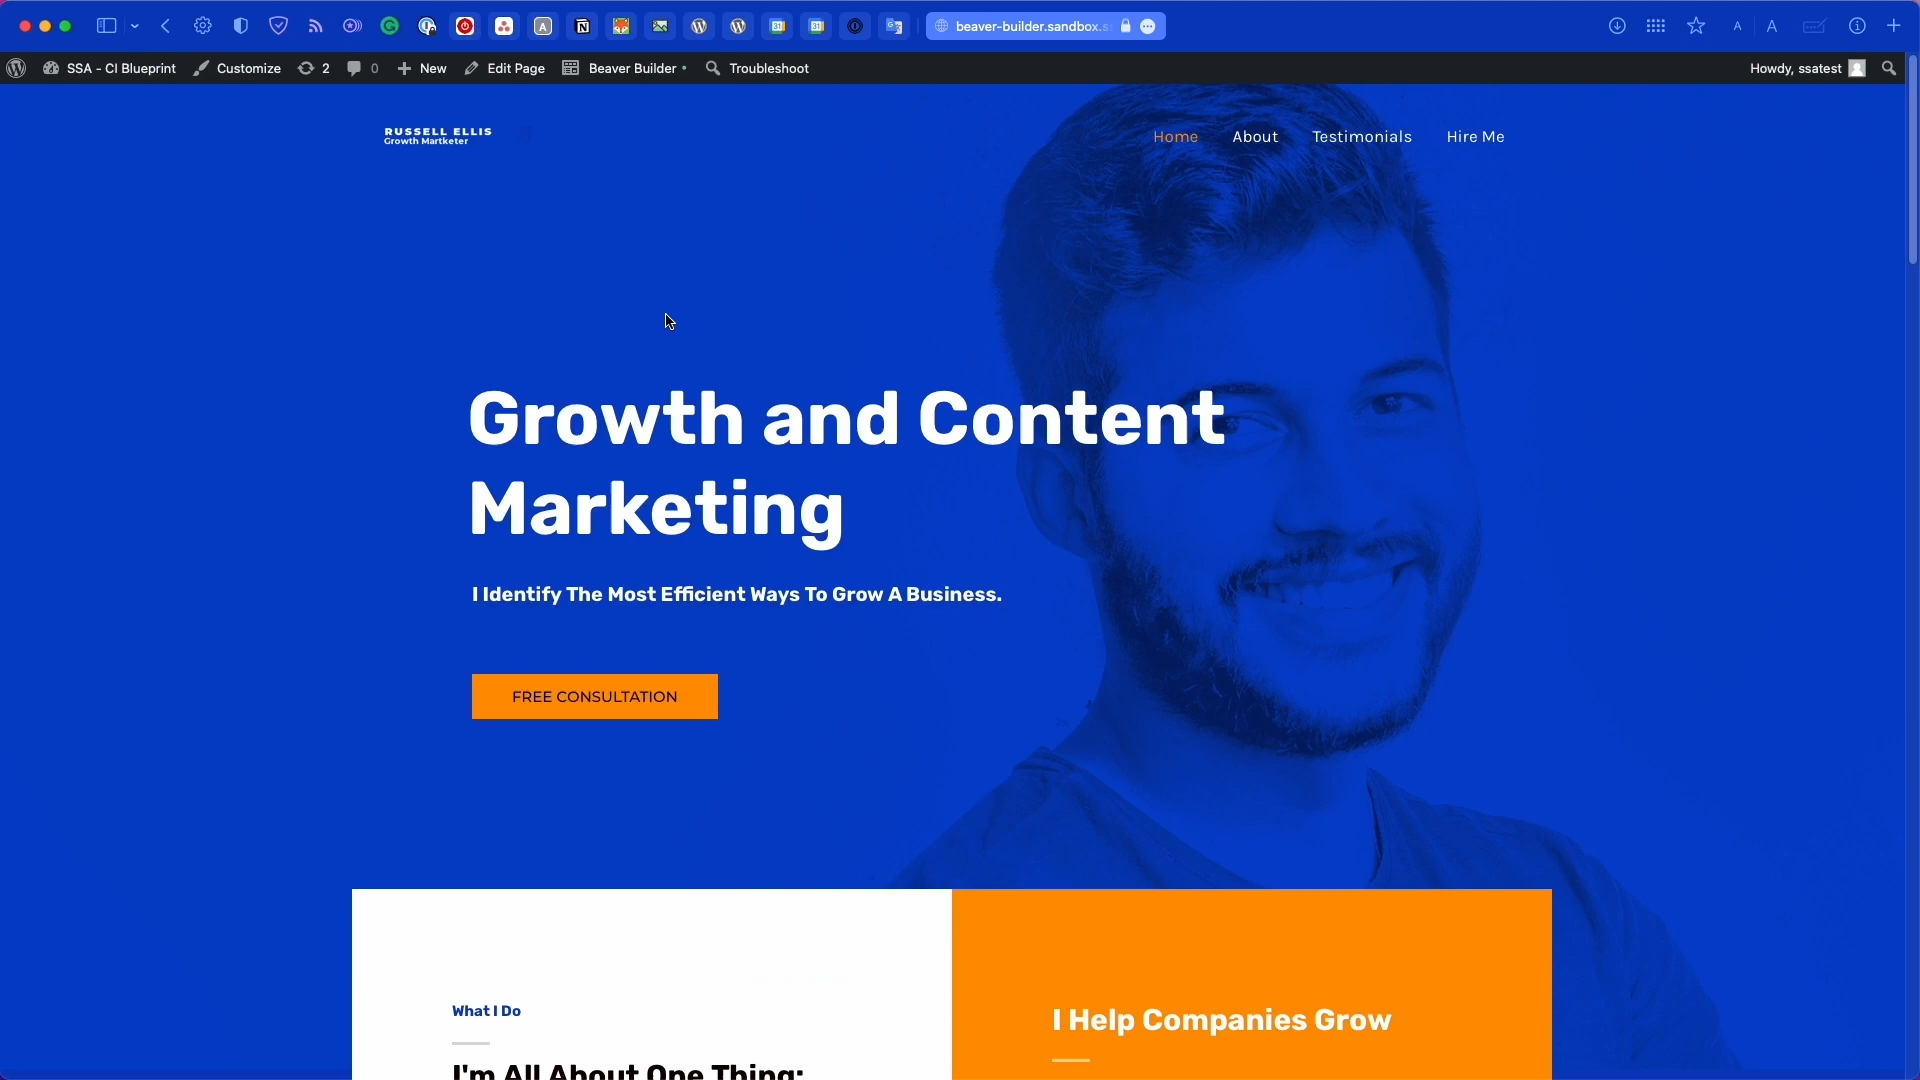 beaver-builder.sandbox.s
SSA - CI Blueprint
Customize
2
0
New
Edit Page
Beaver Builder
Troubleshoot
Howdy, ssatest
RUSSELL ELLIS
Growth Martketer
Home
About
Testimonials
Hire Me
Growth and Content
Marketing
I Identify The Most Efficient Ways To Grow A Business.
FREE CONSULTATION
What I Do
I'm All About One Thing:
I Help Companies Grow